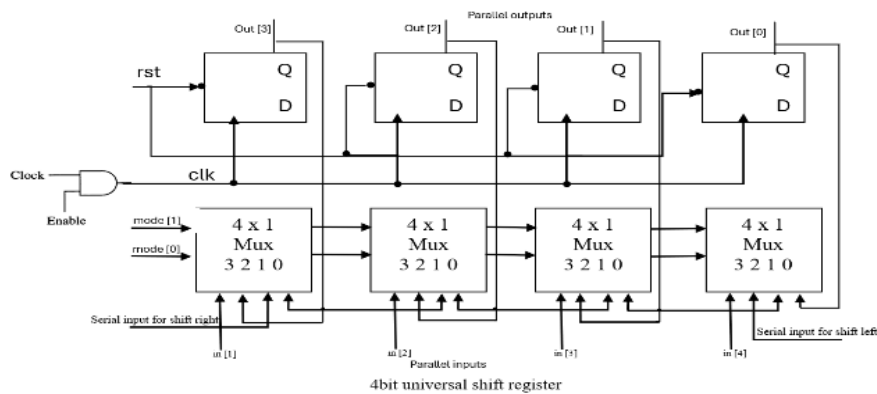 Parallel outputs
Out [3] Out [2] Out [1] Out [0]
Q Q Q Q
rst
D D D D
Clock clk
Enable
mode [1] 4 x 1 4 x 1 4 x 1 4 x 1
Mux Mux Mux Mux
mode [0] 3 2 1 0 3 2 1 0 3 2 1 0 3 2 1 0
Serial input for shift right Serial input for shift left
in [1] in [2] in [3] in [4]
Parallel inputs
4bit universal shift register